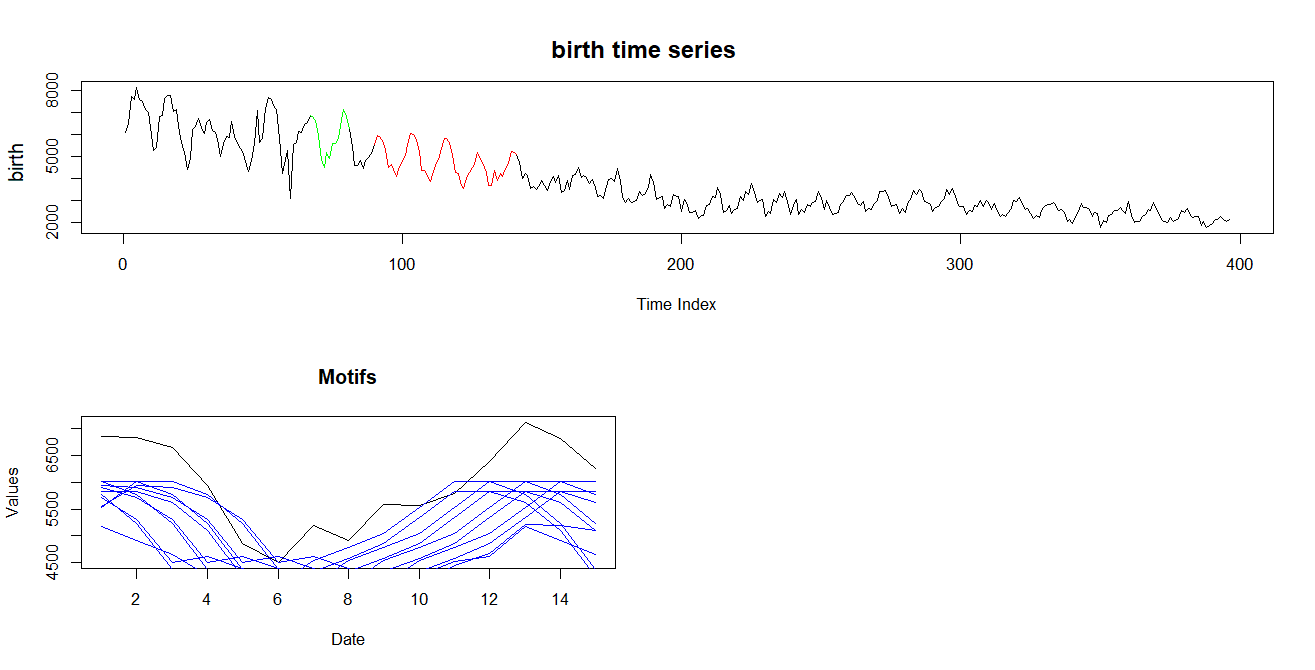 birth time series
birth
8000
5000
2000
0 100 200 300 400
Time Index
Motifs
Values
6500
5500
4500
2 4 6 8 10 12 14
Date